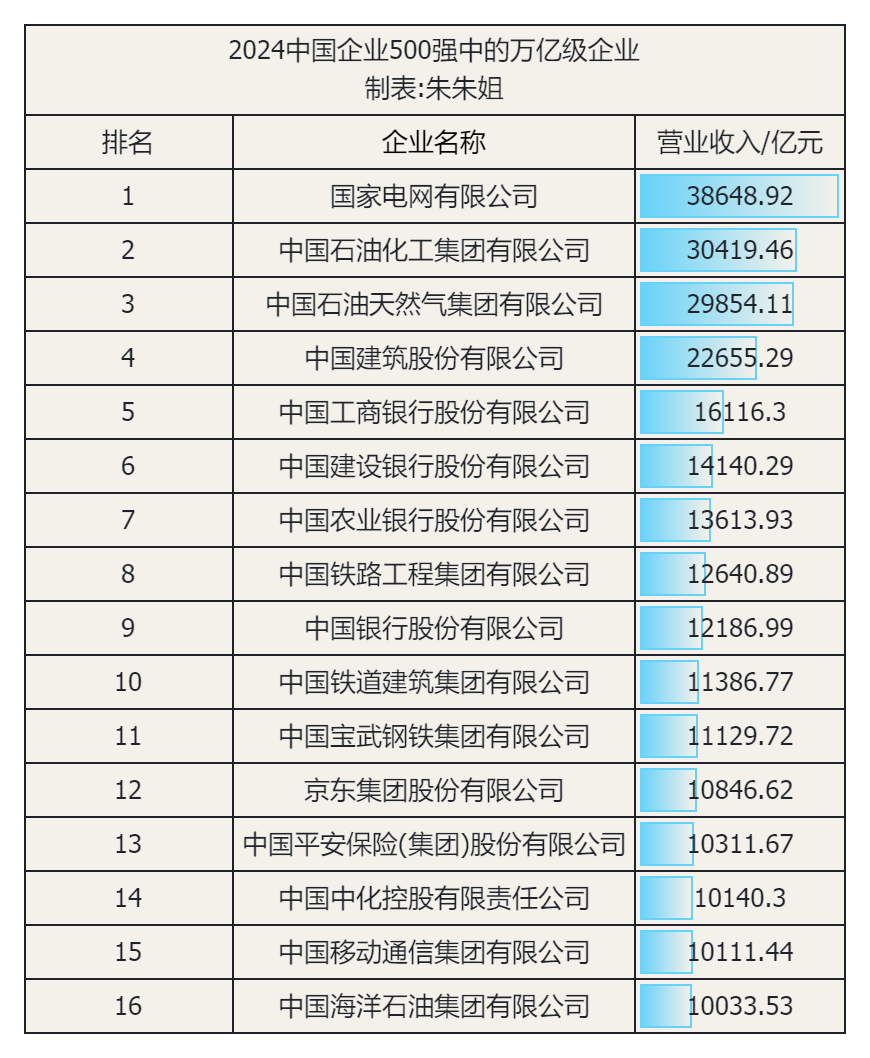 2024中国企业500强中的万亿级企业
制表:朱朱姐
排名 企业名称 营业收入/亿元
1 国家电网有限公司 38648.92
2 中国石油化工集团有限公司 30419.46
3 中国石油天然气集团有限公司 29854.11
4 中国建筑股份有限公司 22655.29
5 中国工商银行股份有限公司 16116.3
6 中国建设银行股份有限公司 14140.29
7 中国农业银行股份有限公司 13613.93
8 中国铁路工程集团有限公司 12640.89
9 中国银行股份有限公司 12186.99
10 中国铁道建筑集团有限公司 11386.77
11 中国宝武钢铁集团有限公司 11129.72
12 京东集团股份有限公司 10846.62
13 中国平安保险(集团)股份有限公司 10311.67
14 中国中化控股有限责任公司 10140.3
15 中国移动通信集团有限公司 10111.44
16 中国海洋石油集团有限公司 10033.53